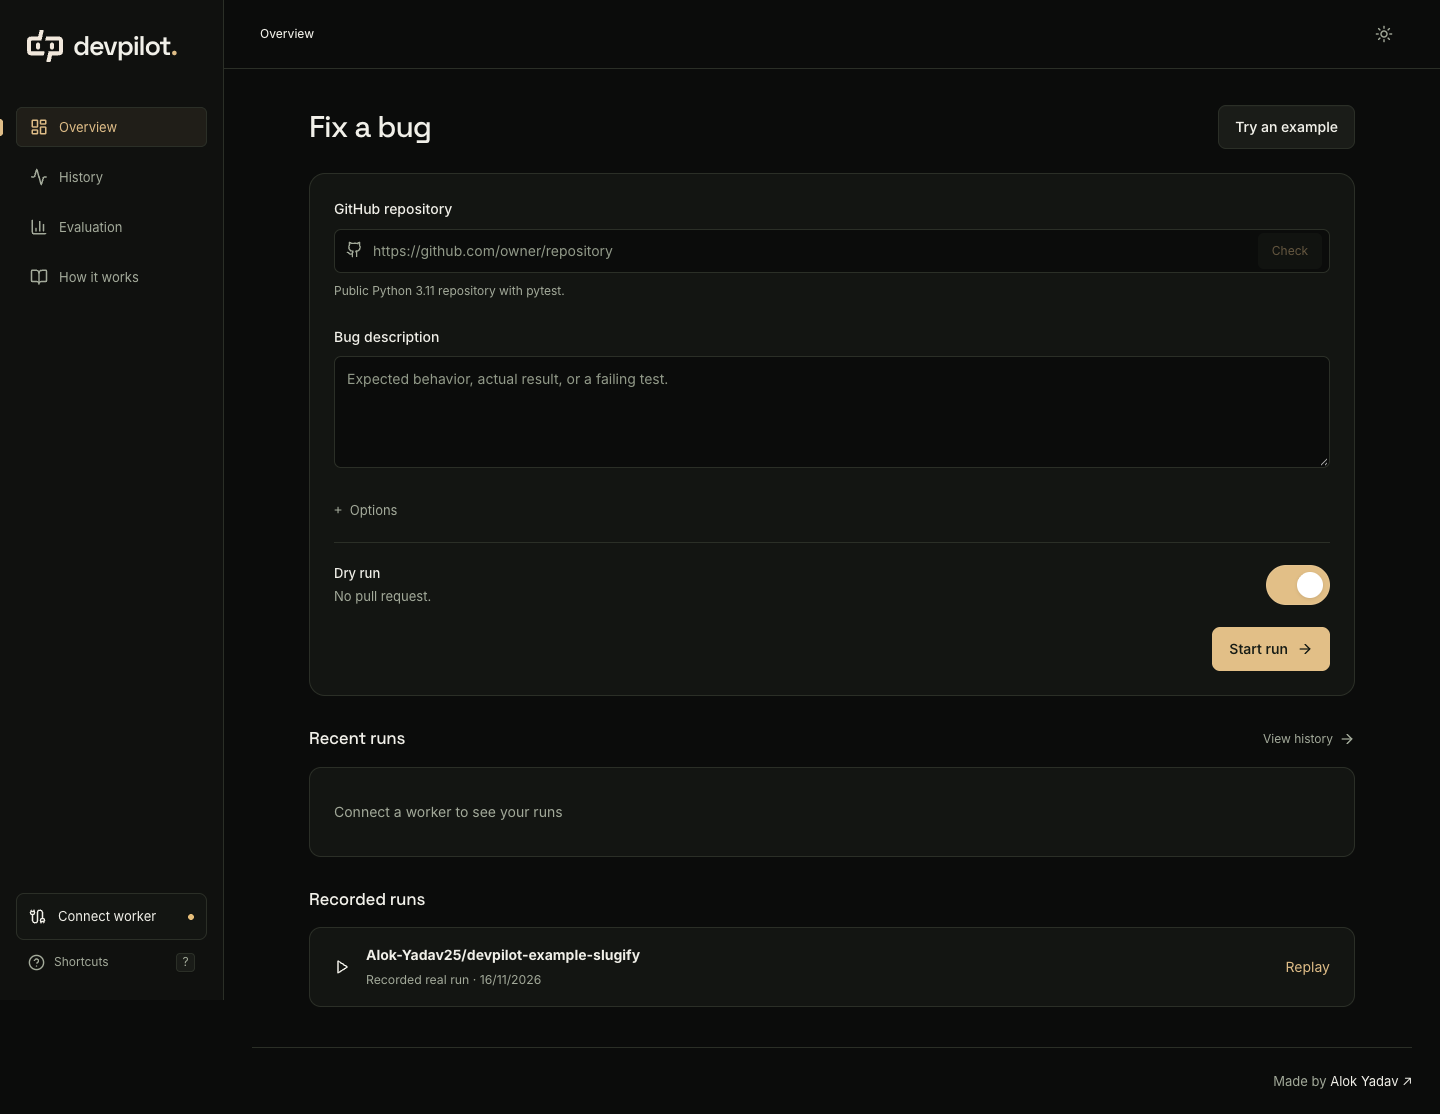 devpilot.
Overview
History
Evaluation
How it works
Connect worker
Shortcuts ?
Overview
Fix a bug
Try an example
GitHub repository
https://github.com/owner/repository
Check
Public Python 3.11 repository with pytest.
Bug description
Expected behavior, actual result, or a failing test.
+ Options
Dry run
No pull request.
Start run →
Recent runs
View history →
Connect a worker to see your runs
Recorded runs
Alok-Yadav25/devpilot-example-slugify
Recorded real run · 16/11/2026
Replay
Made by Alok Yadav ↗